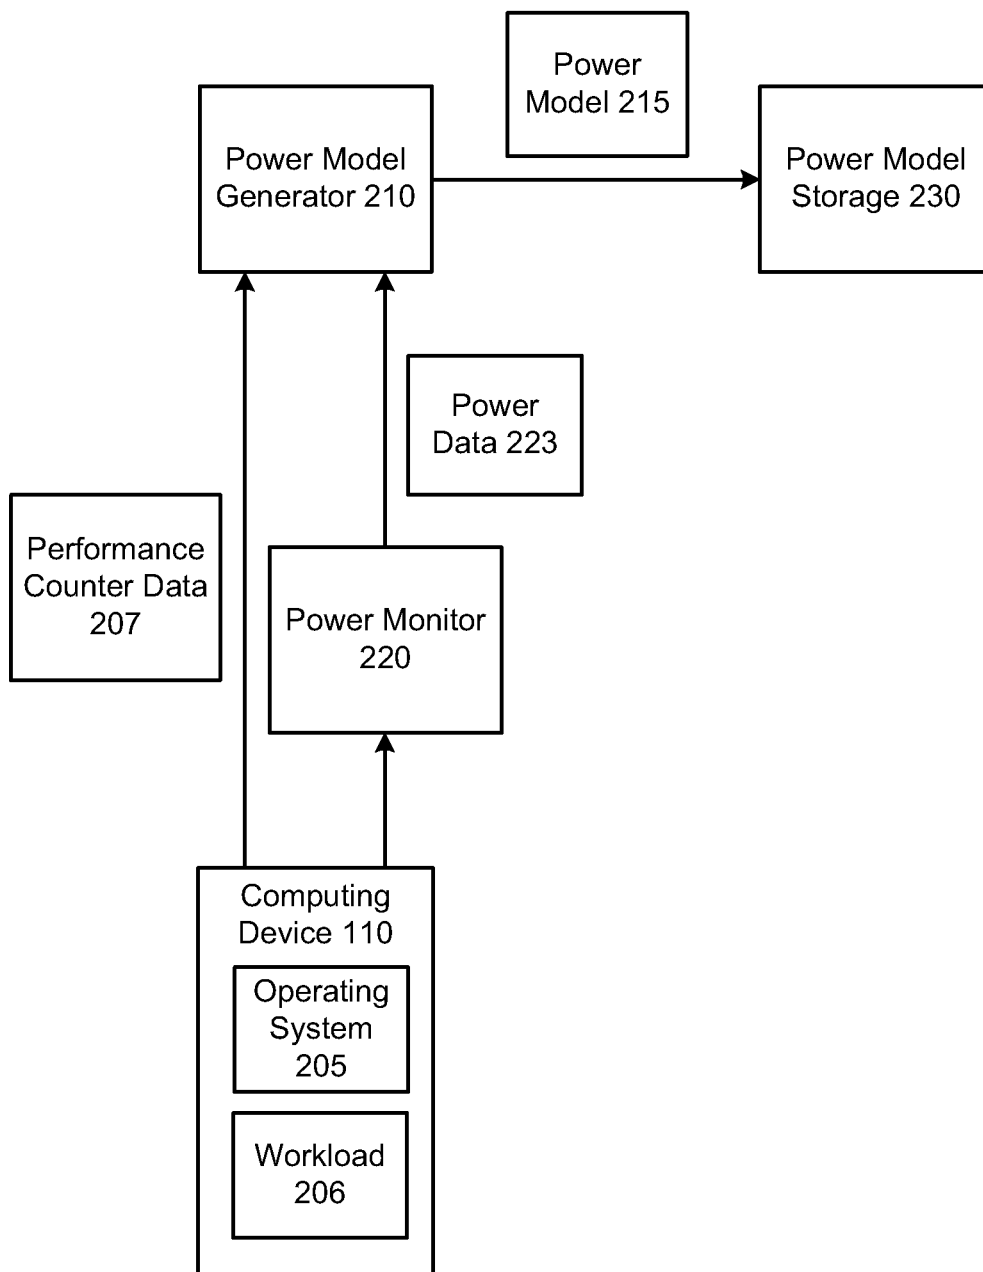 Power
Model 215
Power Model
Generator 210
Power Model
Storage 230
Power
Data 223
Performance
Counter Data
207
Power Monitor
220
Computing
Device 110
Operating
System
205
Workload
206